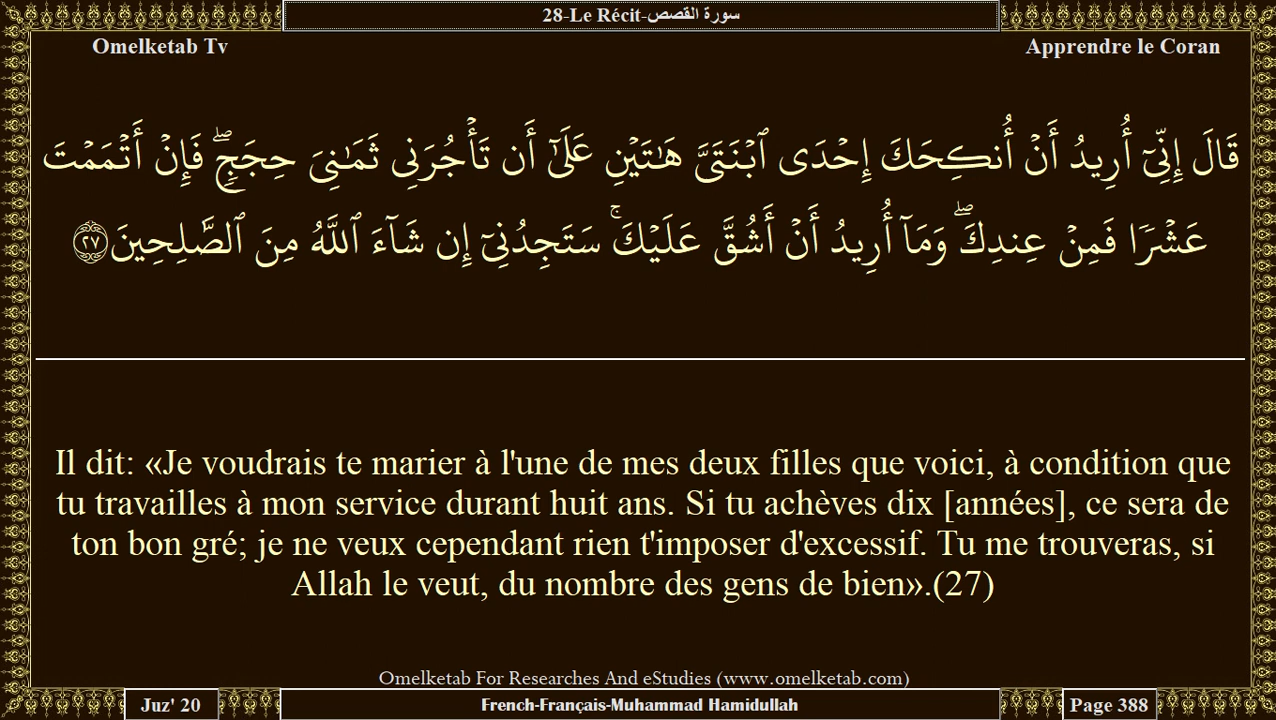 28-Le Récit-سورة القصص
Omelketab Tv
Apprendre le Coran
قَالَ إِنِّىٓ أُرِيدُ أَنْ أُنكِحَكَ إِحْدَى ٱبْنَتَىَّ هَـٰتَيْنِ عَلَىٰٓ أَن تَأْجُرَنِى ثَمَـٰنِىَ حِجَجٍۢ ۖ فَإِنْ أَتْمَمْتَ
عَشْرًۭا فَمِنْ عِندِكَ ۖ وَمَآ أُرِيدُ أَنْ أَشُقَّ عَلَيْكَ ۚ سَتَجِدُنِىٓ إِن شَآءَ ٱللَّهُ مِنَ ٱلصَّـٰلِحِينَ ٢٧
Il dit: «Je voudrais te marier à l'une de mes deux filles que voici, à condition que
tu travailles à mon service durant huit ans. Si tu achèves dix [années], ce sera de
ton bon gré; je ne veux cependant rien t'imposer d'excessif. Tu me trouveras, si
Allah le veut, du nombre des gens de bien».(27)
Omelketab For Researches And eStudies (www.omelketab.com)
Juz' 20
French-Français-Muhammad Hamidullah
Page 388